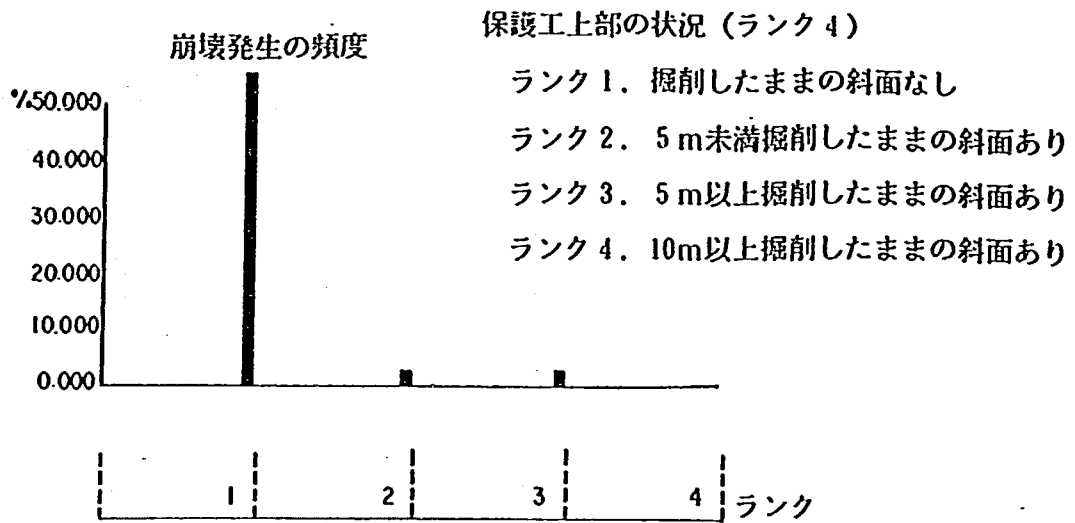 保護工上部の状況（ランク4）
崩壊発生の頻度
ランク1．掘削したままの斜面なし
ランク2．5m未満掘削したままの斜面あり
ランク3．5m以上掘削したままの斜面あり
ランク4．10m以上掘削したままの斜面あり
%50.000
40.000
30.000
20.000
10.000
0.000
1 2 3 4 ランク